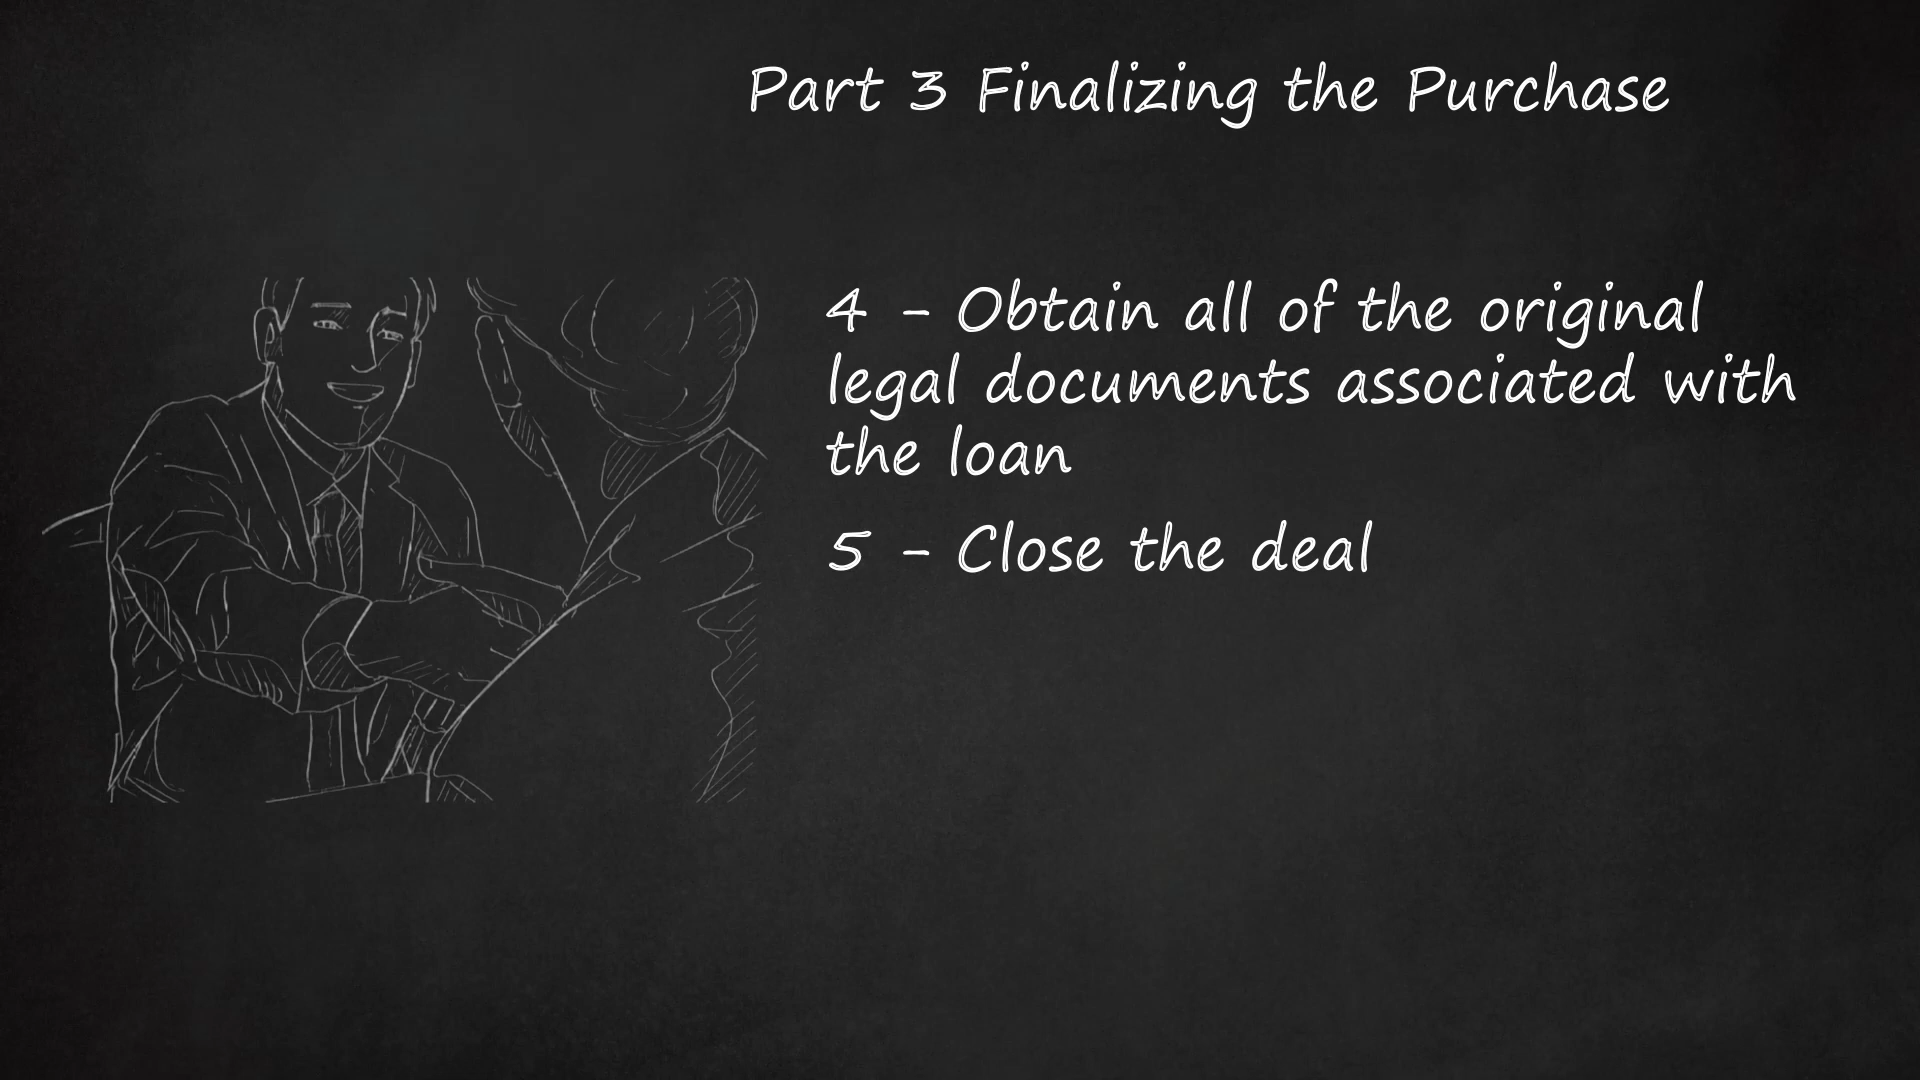 Part 3 Finalizing the Purchase
4 - Obtain all of the original
legal documents associated with
the loan
5 - Close the deal